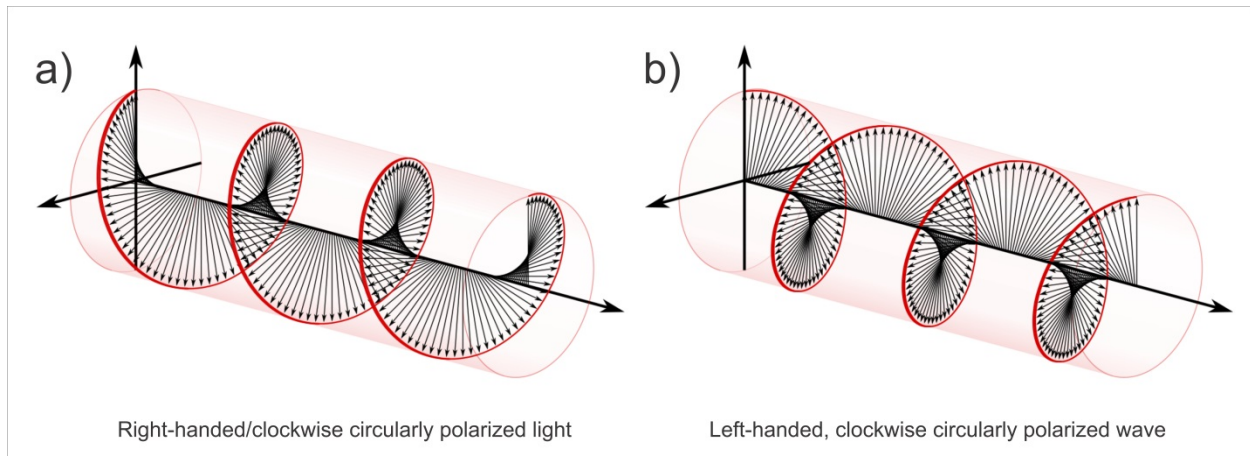 a)
b)
Right-handed/clockwise circularly polarized light
Left-handed, clockwise circularly polarized wave